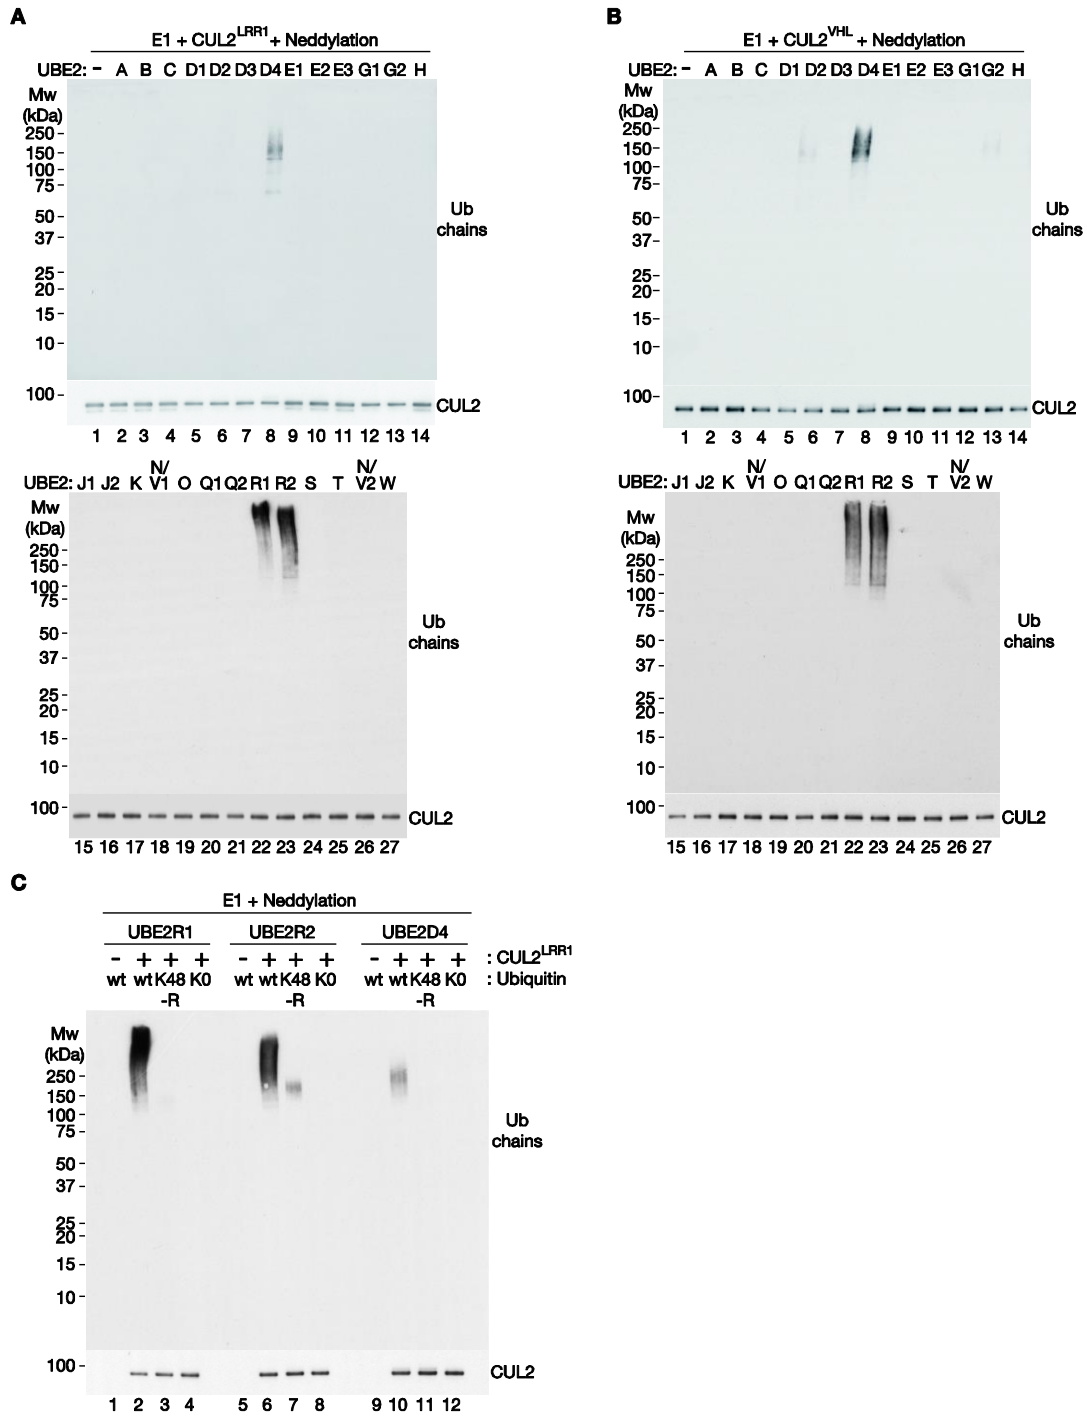 A
E1 + CUL2LRR1 + Neddylation
UBE2: – A B C D1 D2 D3 D4 E1 E2 E3 G1 G2 H
Mw
(kDa)
250
150
100
75
50
37
25
20
15
10
Ub
chains
100
CUL2
1 2 3 4 5 6 7 8 9 10 11 12 13 14
UBE2: J1 J2 K N/V1 O Q1 Q2 R1 R2 S T N/V2 W
Mw
(kDa)
250
150
100
75
50
37
25
20
15
10
Ub
chains
100
CUL2
15 16 17 18 19 20 21 22 23 24 25 26 27
B
E1 + CUL2VHL + Neddylation
UBE2: – A B C D1 D2 D3 D4 E1 E2 E3 G1 G2 H
Mw
(kDa)
250
150
100
75
50
37
25
20
15
10
Ub
chains
100
CUL2
1 2 3 4 5 6 7 8 9 10 11 12 13 14
UBE2: J1 J2 K N/V1 O Q1 Q2 R1 R2 S T N/V2 W
Mw
(kDa)
250
150
100
75
50
37
25
20
15
10
Ub
chains
100
CUL2
15 16 17 18 19 20 21 22 23 24 25 26 27
C
E1 + Neddylation
UBE2R1 UBE2R2 UBE2D4
– + + + – + + + – + + + : CUL2LRR1
wt wt K48 K0 wt wt K48 K0 wt wt K48 K0 : Ubiquitin
-R -R -R
Mw
(kDa)
250
150
100
75
50
37
25
20
15
10
Ub
chains
100
CUL2
1 2 3 4 5 6 7 8 9 10 11 12